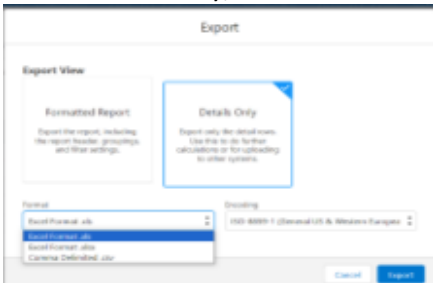 Export
Export View
Formatted Report
Export the report, including
the report header, groupings,
and filter settings.
Details Only
Export only the detail rows.
Use this to do further
calculations or for uploading
to other systems.
Format
Encoding
Excel Format .xls
ISO-8859-1 (General US & Western European
Excel Format .xls
Excel Format .xlsx
Comma Delimited .csv
Cancel
Export